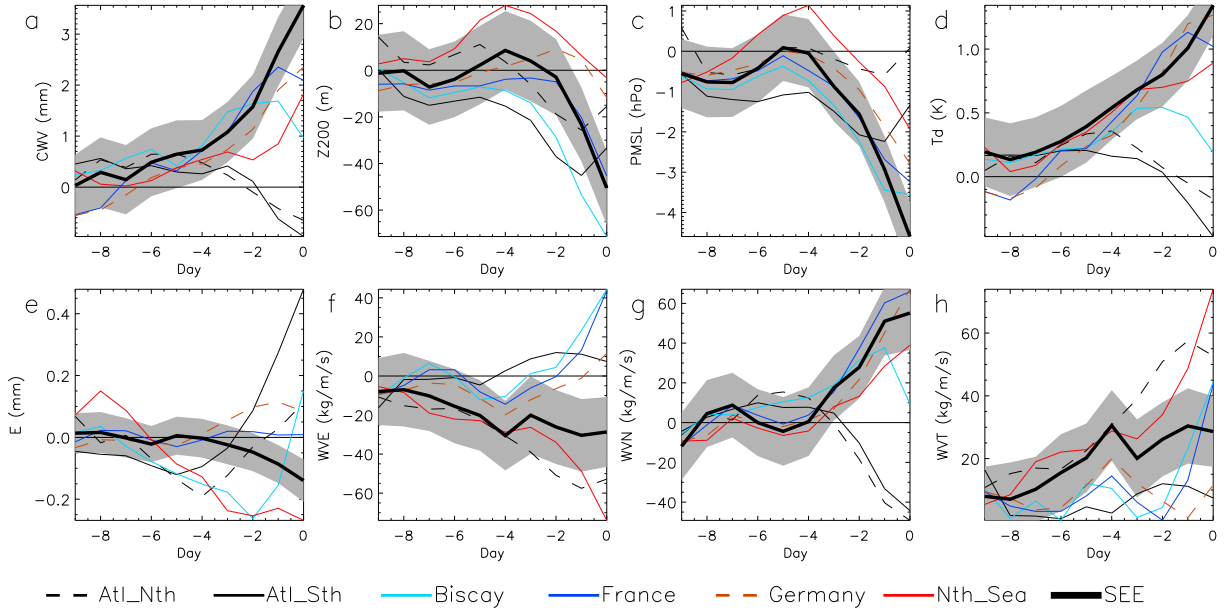 a
b
c
d
CWV (mm)
3
2
1
0
Z200 (m)
20
0
−20
−40
−60
PMSL (hPa)
1
0
−1
−2
−3
−4
Td (K)
1.0
0.5
0.0
−8 −6 −4 −2 0
−8 −6 −4 −2 0
−8 −6 −4 −2 0
−8 −6 −4 −2 0
Day
Day
Day
Day
e
f
g
h
E (mm)
0.4
0.2
0.0
−0.2
WVE (kg/m/s)
40
20
0
−20
−40
−60
WVN (kg/m/s)
60
40
20
0
−20
−40
WVT (kg/m/s)
60
40
20
−8 −6 −4 −2 0
−8 −6 −4 −2 0
−8 −6 −4 −2 0
−8 −6 −4 −2 0
Day
Day
Day
Day
Atl_Nth Atl_Sth Biscay France Germany Nth_Sea SEE